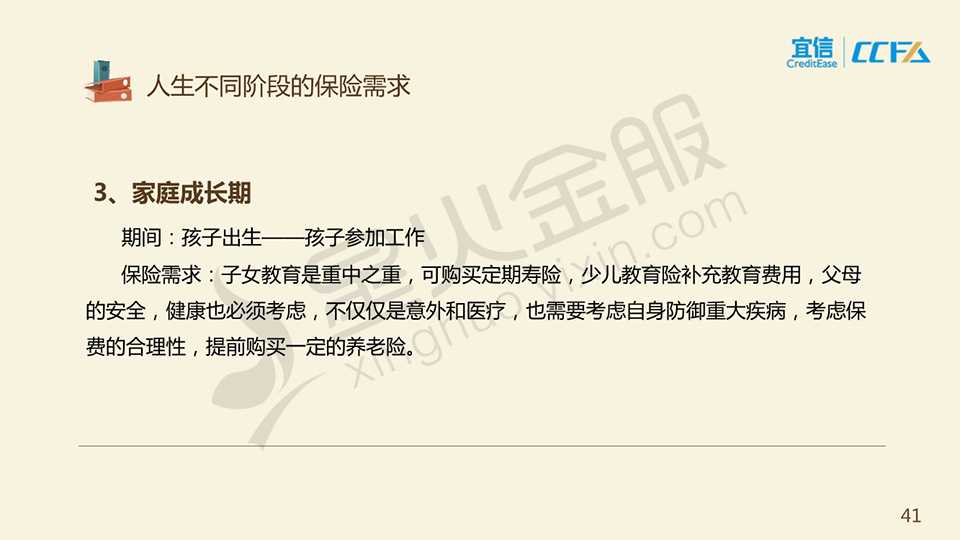 宜信
CreditEase
CCFA
人生不同阶段的保险需求
3、家庭成长期
期间：孩子出生——孩子参加工作
保险需求：子女教育是重中之重，可购买定期寿险，少儿教育险补充教育费用，父母
的安全，健康也必须考虑，不仅仅是意外和医疗，也需要考虑自身防御重大疾病，考虑保
费的合理性，提前购买一定的养老险。
星火金服
xinghuo.yixin.com
41